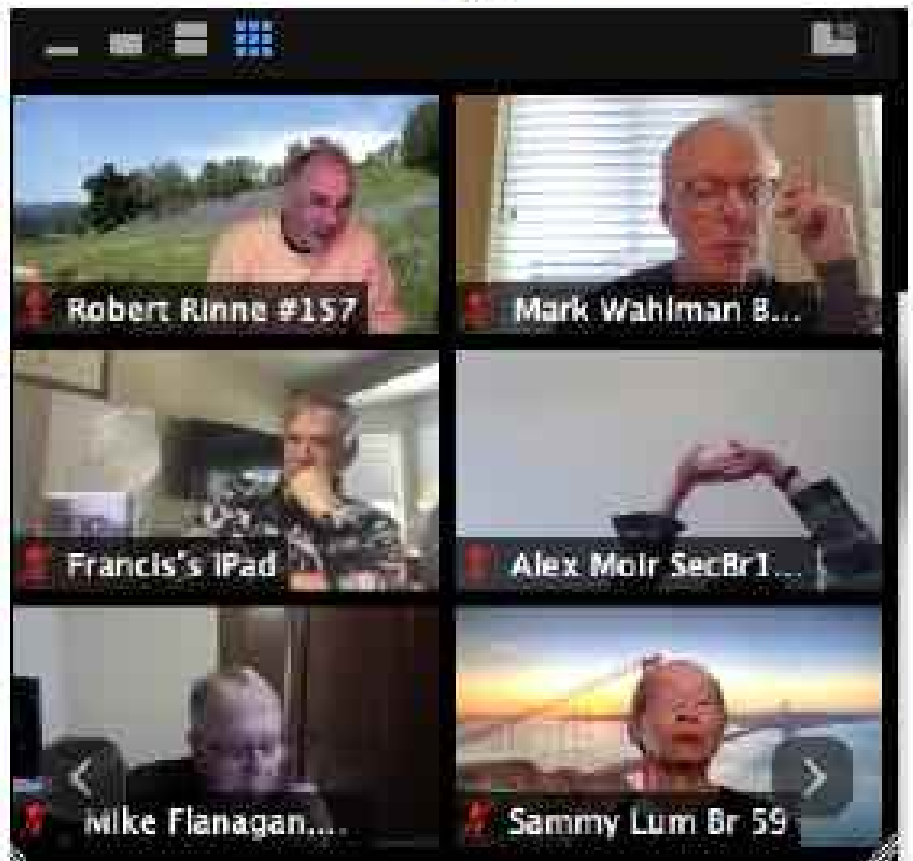 Robert Rinne #157
Mark Wahlman B...
Francis's iPad
Alex Moir SecBr1...
Mike Flanagan....
Sammy Lum Br 59